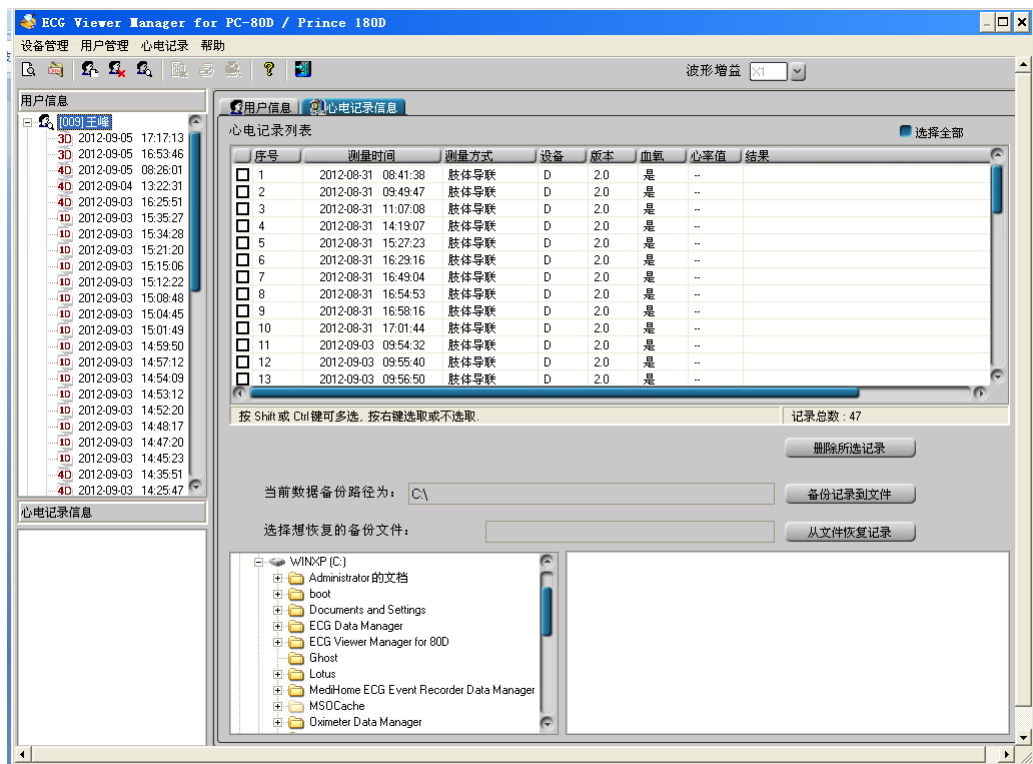 ECG Viewer Manager for PC-80D / Prince 180D
设备管理 用户管理 心电记录 帮助
波形增益 X1
用户信息
[009]王峰
3D 2012-09-05 17:17:13
3D 2012-09-05 16:53:46
4D 2012-09-05 08:26:01
4D 2012-09-04 13:22:31
4D 2012-09-03 16:25:51
1D 2012-09-03 15:35:27
1D 2012-09-03 15:34:28
1D 2012-09-03 15:21:20
1D 2012-09-03 15:15:06
1D 2012-09-03 15:12:22
1D 2012-09-03 15:08:48
1D 2012-09-03 15:04:45
1D 2012-09-03 15:01:49
1D 2012-09-03 14:59:50
1D 2012-09-03 14:57:12
1D 2012-09-03 14:54:09
1D 2012-09-03 14:53:12
1D 2012-09-03 14:52:20
1D 2012-09-03 14:48:17
1D 2012-09-03 14:47:20
1D 2012-09-03 14:45:23
4D 2012-09-03 14:35:51
4D 2012-09-03 14:25:47
心电记录信息
用户信息 心电记录信息
心电记录列表 选择全部
序号 测量时间 测量方式 设备 版本 血氧 心率值 结果
1 2012-08-31 08:41:38 肢体导联 D 2.0 是 --
2 2012-08-31 09:49:47 肢体导联 D 2.0 是 --
3 2012-08-31 11:07:08 肢体导联 D 2.0 是 --
4 2012-08-31 14:19:07 肢体导联 D 2.0 是 --
5 2012-08-31 15:27:23 肢体导联 D 2.0 是 --
6 2012-08-31 16:29:16 肢体导联 D 2.0 是 --
7 2012-08-31 16:49:04 肢体导联 D 2.0 是 --
8 2012-08-31 16:54:53 肢体导联 D 2.0 是 --
9 2012-08-31 16:58:16 肢体导联 D 2.0 是 --
10 2012-08-31 17:01:44 肢体导联 D 2.0 是 --
11 2012-09-03 09:54:32 肢体导联 D 2.0 是 --
12 2012-09-03 09:55:40 肢体导联 D 2.0 是 --
13 2012-09-03 09:56:50 肢体导联 D 2.0 是 --
按 Shift 或 Ctrl 键可多选, 按右键选取或不选取. 记录总数 : 47
删除所选记录
当前数据备份路径为: C:\ 备份记录到文件
选择想恢复的备份文件: 从文件恢复记录
WINXP (C:)
Administrator 的文档
boot
Documents and Settings
ECG Data Manager
ECG Viewer Manager for 80D
Ghost
Lotus
MediHome ECG Event Recorder Data Manager
MSOCache
Oximeter Data Manager